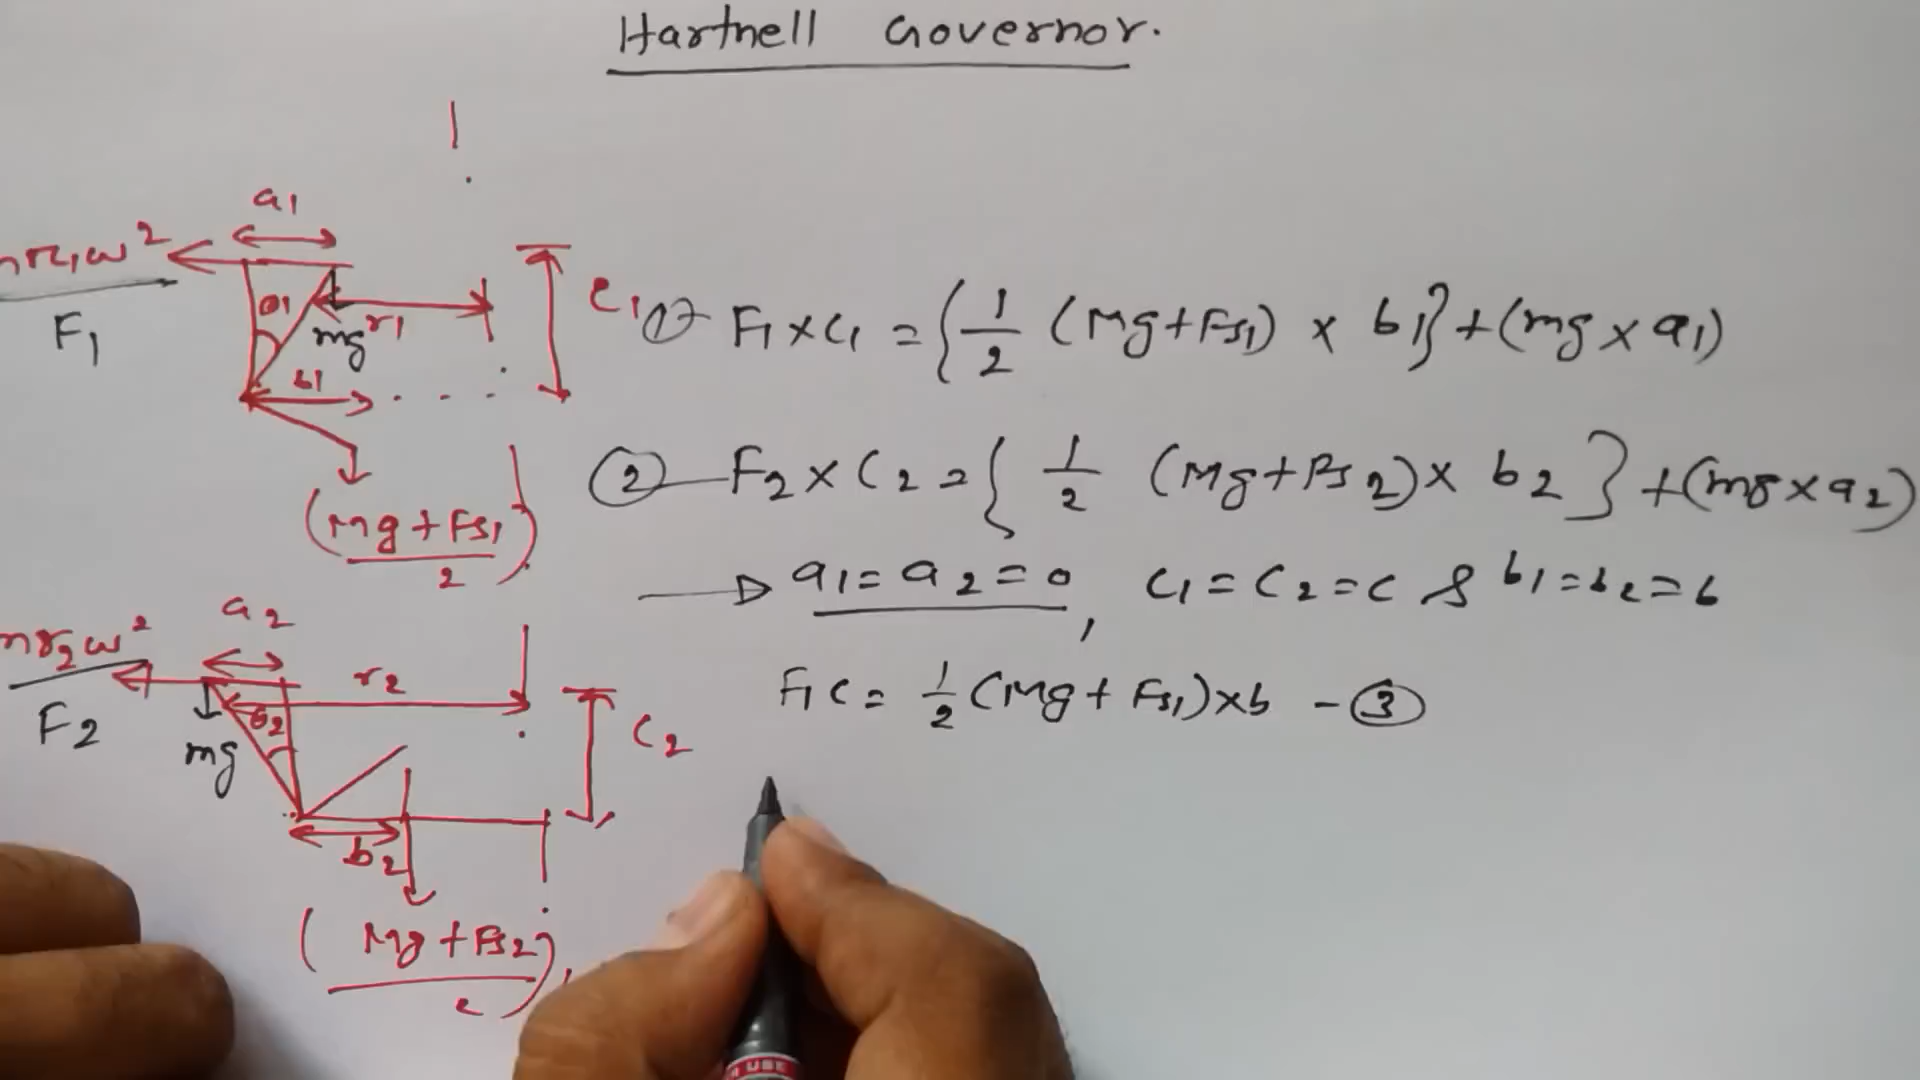 Hartnell Governor.
a1
mr1ω²
F1
θ1
mg
r1
b1
C1
(Mg+Fs1)
2
a2
mr2ω²
F2
θ2
r2
mg
C2
b2
(Mg+Fs2)
2
1 F1×C1 = {1/2 (Mg+Fs1) × b1}+(mg×a1)
2 F2×C2 = {1/2 (Mg+Fs2)× b2}+(mg×a2)
→ a1=a2=0, C1=C2=C & b1=b2=b
F1C = 1/2 (Mg+Fs1)×b - 3
USE